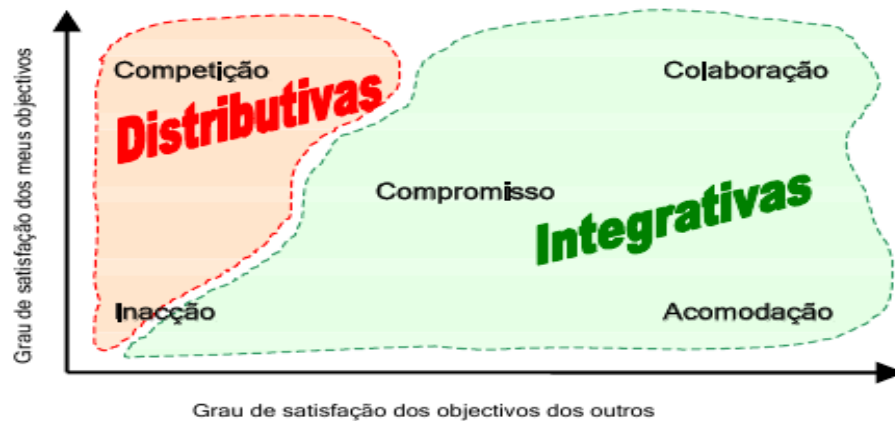 Grau de satisfação dos meus objectivos
Competição
Colaboração
Distributivas
Compromisso
Integrativas
Inacção
Acomodação
Grau de satisfação dos objectivos dos outros